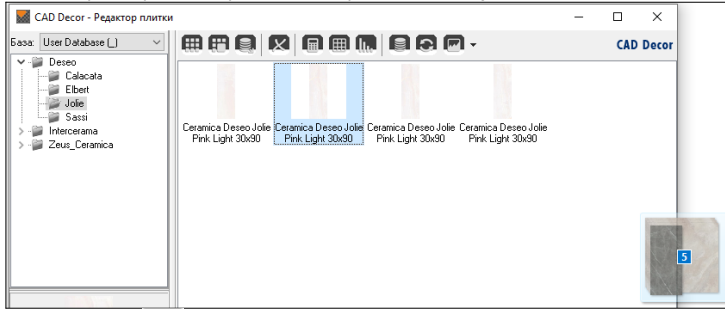 CAD Decor - Редактор плитки
База: User Database (_)
CAD Decor
Deseo
Calacata
Elbert
Jolie
Sassi
Intercerama
Zeus_Ceramica
Ceramica Deseo Jolie Pink Light 30x90
Ceramica Deseo Jolie Pink Light 30x90
Ceramica Deseo Jolie Pink Light 30x90
Ceramica Deseo Jolie Pink Light 30x90
5